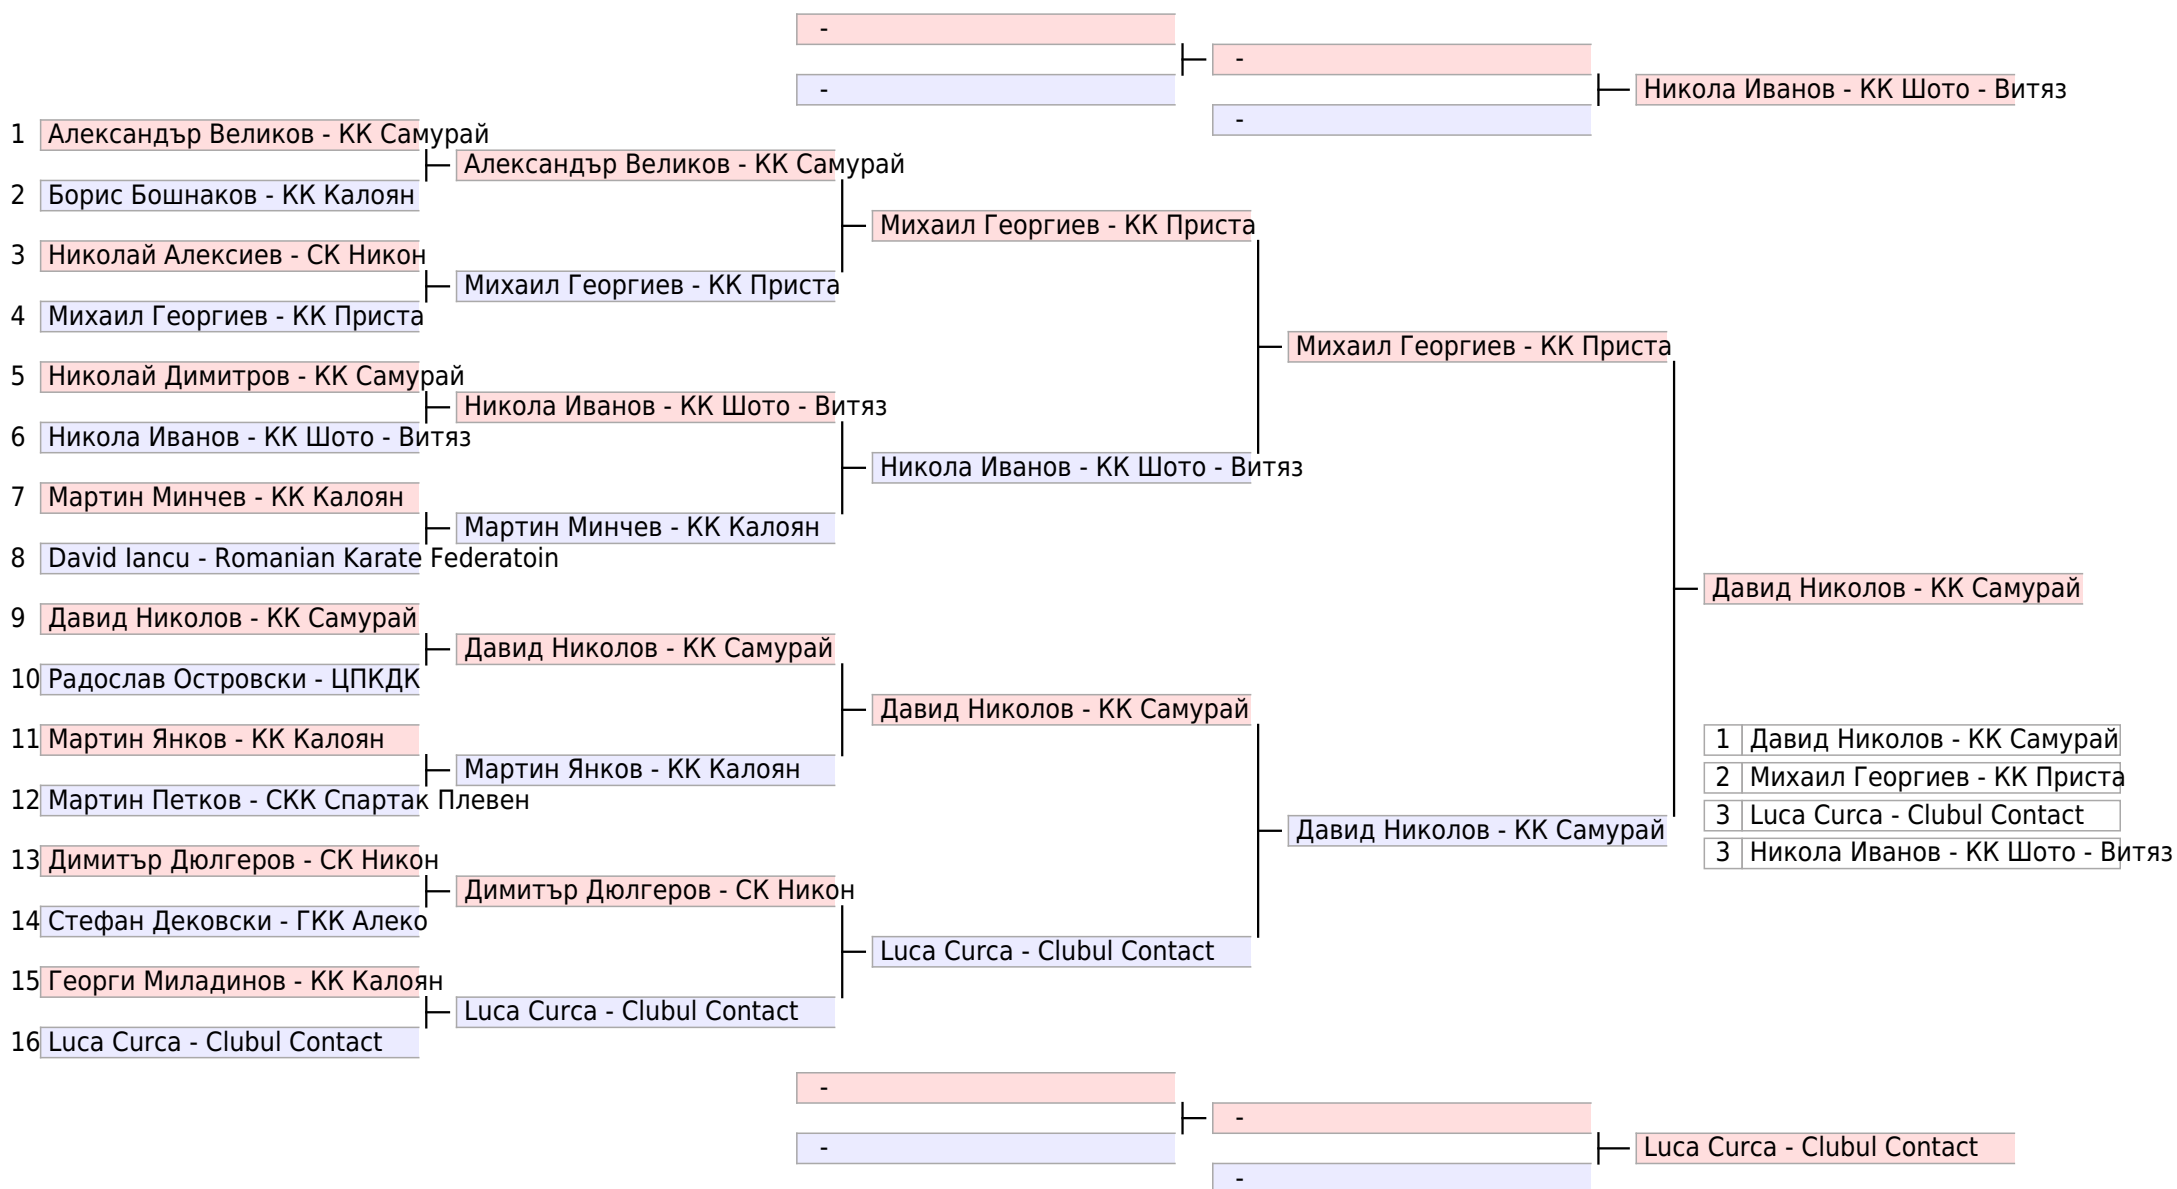 -
-
-
-
Никола Иванов - КК Шото - Витяз
1 Александър Великов - КК Самурай
2 Борис Бошнаков - КК Калоян
3 Николай Алексиев - СК Никон
4 Михаил Георгиев - КК Приста
5 Николай Димитров - КК Самурай
6 Никола Иванов - КК Шото - Витяз
7 Мартин Минчев - КК Калоян
8 David Iancu - Romanian Karate Federatoin
9 Давид Николов - КК Самурай
10 Радослав Островски - ЦПКДК
11 Мартин Янков - КК Калоян
12 Мартин Петков - СКК Спартак Плевен
13 Димитър Дюлгеров - СК Никон
14 Стефан Дековски - ГКК Алеко
15 Георги Миладинов - КК Калоян
16 Luca Curca - Clubul Contact
Александър Великов - КК Самурай
Михаил Георгиев - КК Приста
Никола Иванов - КК Шото - Витяз
Мартин Минчев - КК Калоян
Давид Николов - КК Самурай
Мартин Янков - КК Калоян
Димитър Дюлгеров - СК Никон
Luca Curca - Clubul Contact
Михаил Георгиев - КК Приста
Никола Иванов - КК Шото - Витяз
Давид Николов - КК Самурай
Luca Curca - Clubul Contact
Михаил Георгиев - КК Приста
Давид Николов - КК Самурай
Давид Николов - КК Самурай
1 Давид Николов - КК Самурай
2 Михаил Георгиев - КК Приста
3 Luca Curca - Clubul Contact
3 Никола Иванов - КК Шото - Витяз
-
-
-
-
Luca Curca - Clubul Contact